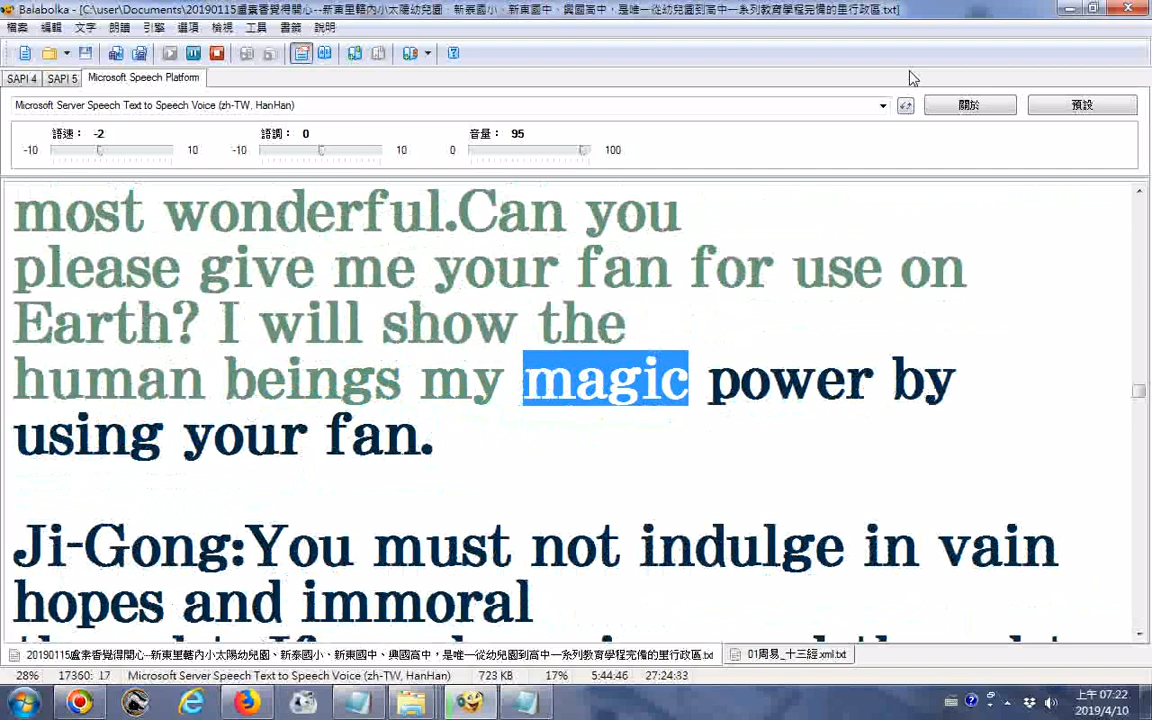 Balabolka - [C:\user\Documents\20190115盧素香覺得開心--新東里轄內小太陽幼兒園、新泰國小、新東國中、興國高中，是唯一從幼兒園到高中一系列教育學程完備的里行政區.txt]
檔案 編輯 文字 朗讀 引擎 選項 檢視 工具 書籤 說明
SAPI 4 SAPI 5 Microsoft Speech Platform
Microsoft Server Speech Text to Speech Voice (zh-TW, HanHan) 關於 預設
語速： -2 語調： 0 音量： 95
-10 10 -10 10 0 100
most wonderful.Can you
please give me your fan for use on
Earth? I will show the
human beings my magic power by
using your fan.
Ji-Gong:You must not indulge in vain
hopes and immoral
20190115盧素香覺得開心--新東里轄內小太陽幼兒園、新泰國小、新東國中、興國高中，是唯一從幼兒園到高中一系列教育學程完備的里行政區.txt 01周易_十三經.xml.txt
28% 17360: 17 Microsoft Server Speech Text to Speech Voice (zh-TW, HanHan) 723 KB 17% 5:44:46 27:24:33
上午 07:22
2019/4/10